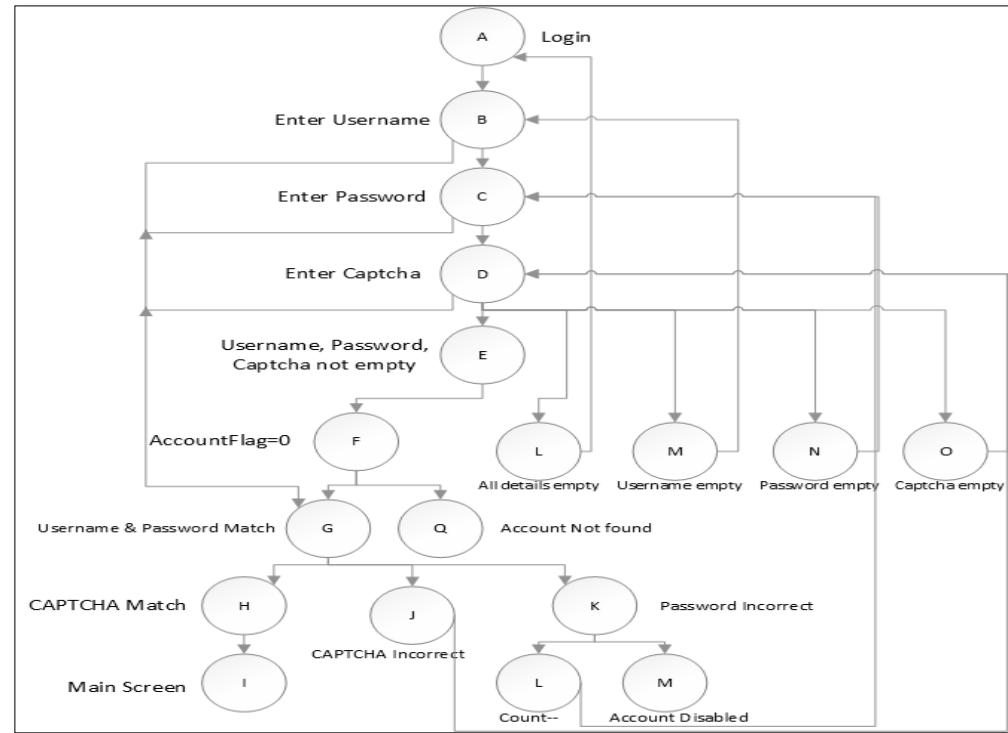 A
Login
Enter Username
B
Enter Password
C
Enter Captcha
D
Username, Password,
Captcha not empty
E
AccountFlag=0
F
L
M
N
O
All details empty
Username empty
Password empty
Captcha empty
Username & Password Match
G
Q
Account Not found
CAPTCHA Match
H
J
K
Password Incorrect
CAPTCHA Incorrect
Main Screen
I
L
M
Count--
Account Disabled